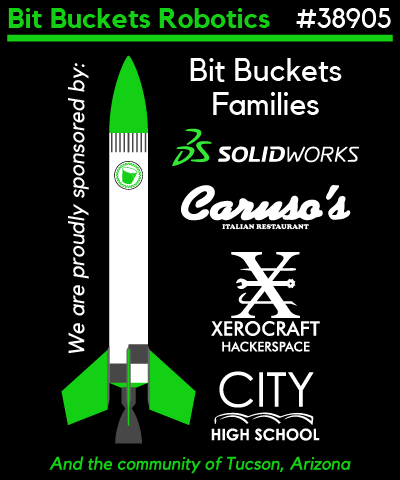 Bit Buckets Robotics #38905
We are proudly sponsored by:
Bit Buckets
Families
SOLIDWORKS
Caruso's
ITALIAN RESTAURANT
X
XEROCRAFT
HACKERSPACE
CITY
HIGH SCHOOL
And the community of Tucson, Arizona